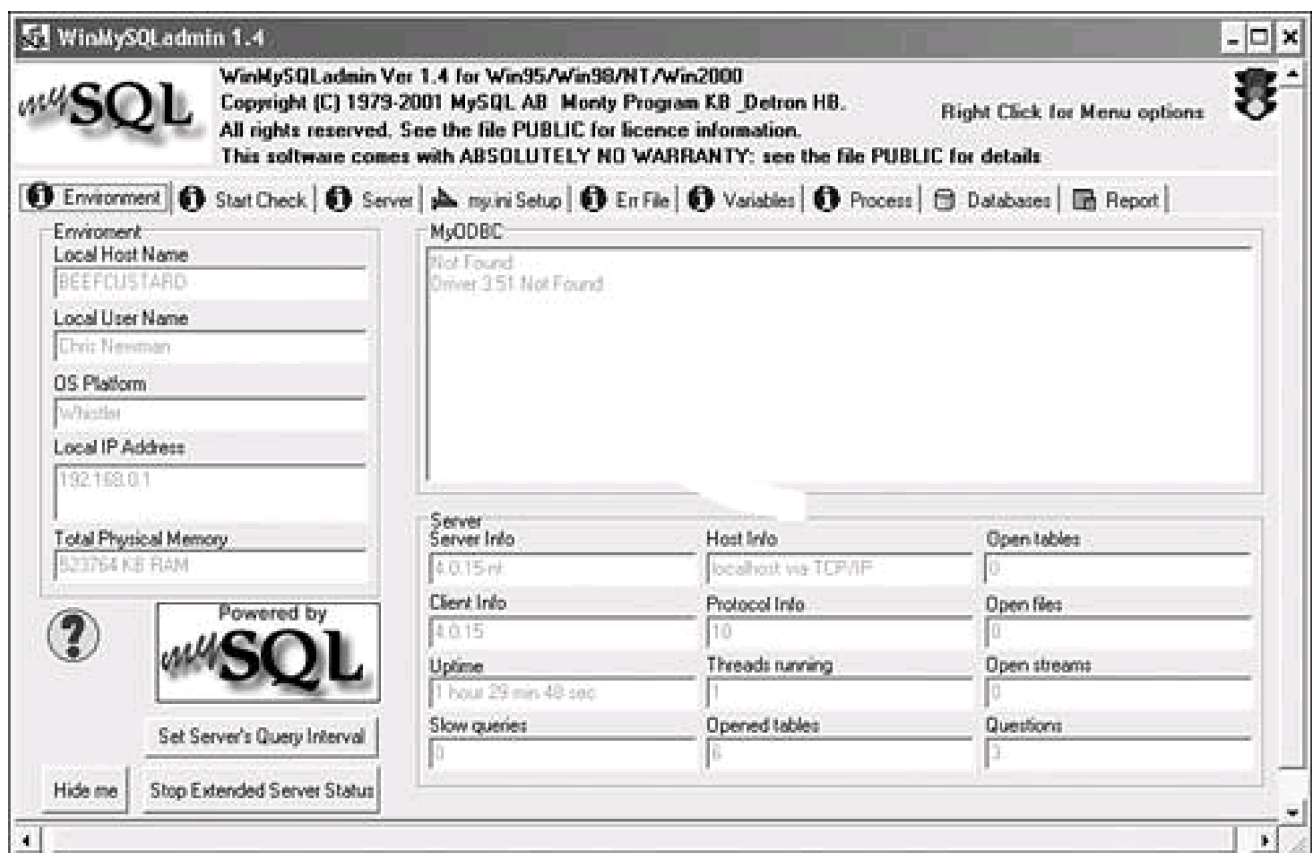 WinMySQLadmin 1.4
mySQL
WinMySQLadmin Ver 1.4 for Win95/Win98/NT/Win2000
Copyright (C) 1979-2001 MySQL AB Monty Program KB _Detron HB.
All rights reserved. See the file PUBLIC for licence information.
This software comes with ABSOLUTELY NO WARRANTY: see the file PUBLIC for details
Right Click for Menu options
Environment Start Check Server my.ini Setup Err File Variables Process Databases Report
Enviroment
Local Host Name
BEEFCUSTARD
Local User Name
Chris Newman
OS Platform
Whistler
Local IP Address
192.168.0.1
Total Physical Memory
523764 KB RAM
MyODBC
Not Found
Driver 3.51 Not Found
Server
Server Info
4.0.15-nt
Host Info
localhost via TCP/IP
Open tables
0
Client Info
4.0.15
Protocol Info
10
Open files
0
Uptime
1 hour 29 min 48 sec
Threads running
1
Open streams
0
Slow queries
0
Opened tables
6
Questions
3
Powered by
mySQL
Set Server's Query Interval
Hide me
Stop Extended Server Status